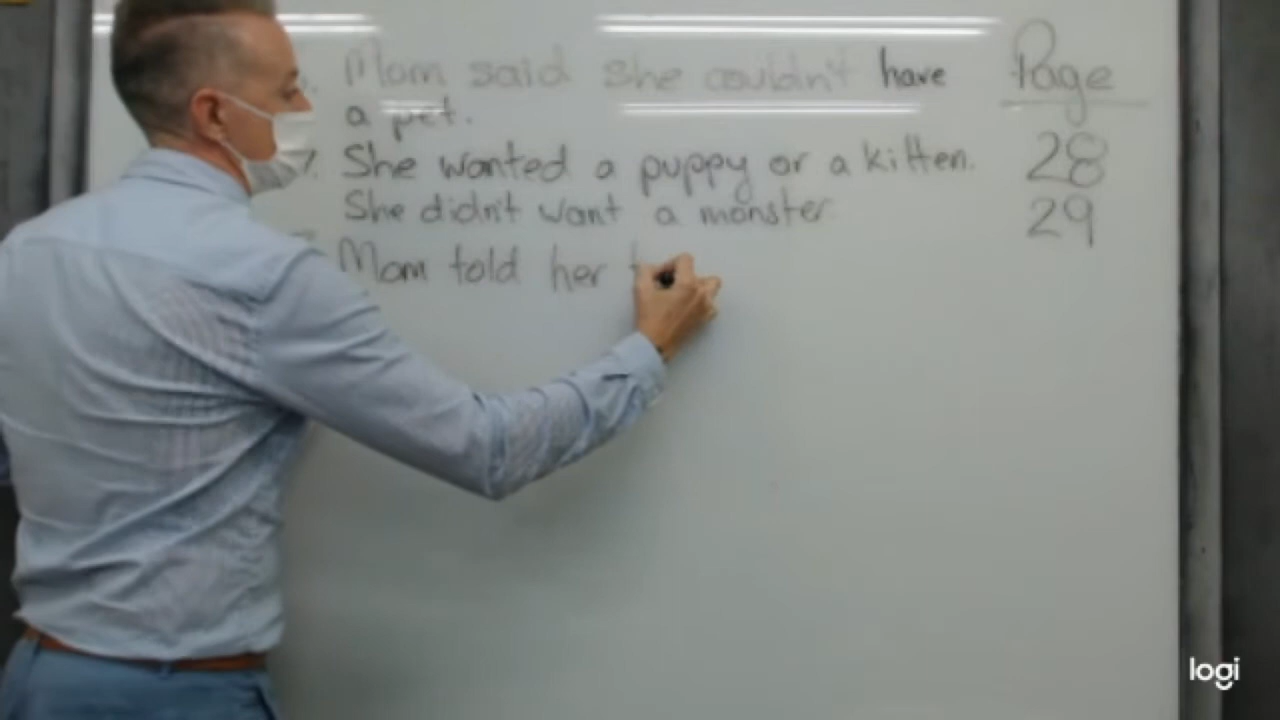 Mom said she couldn't have Page
a pet.
7. She wanted a puppy or a kitten. 28
She didn't want a monster. 29
Mom told her t
logi